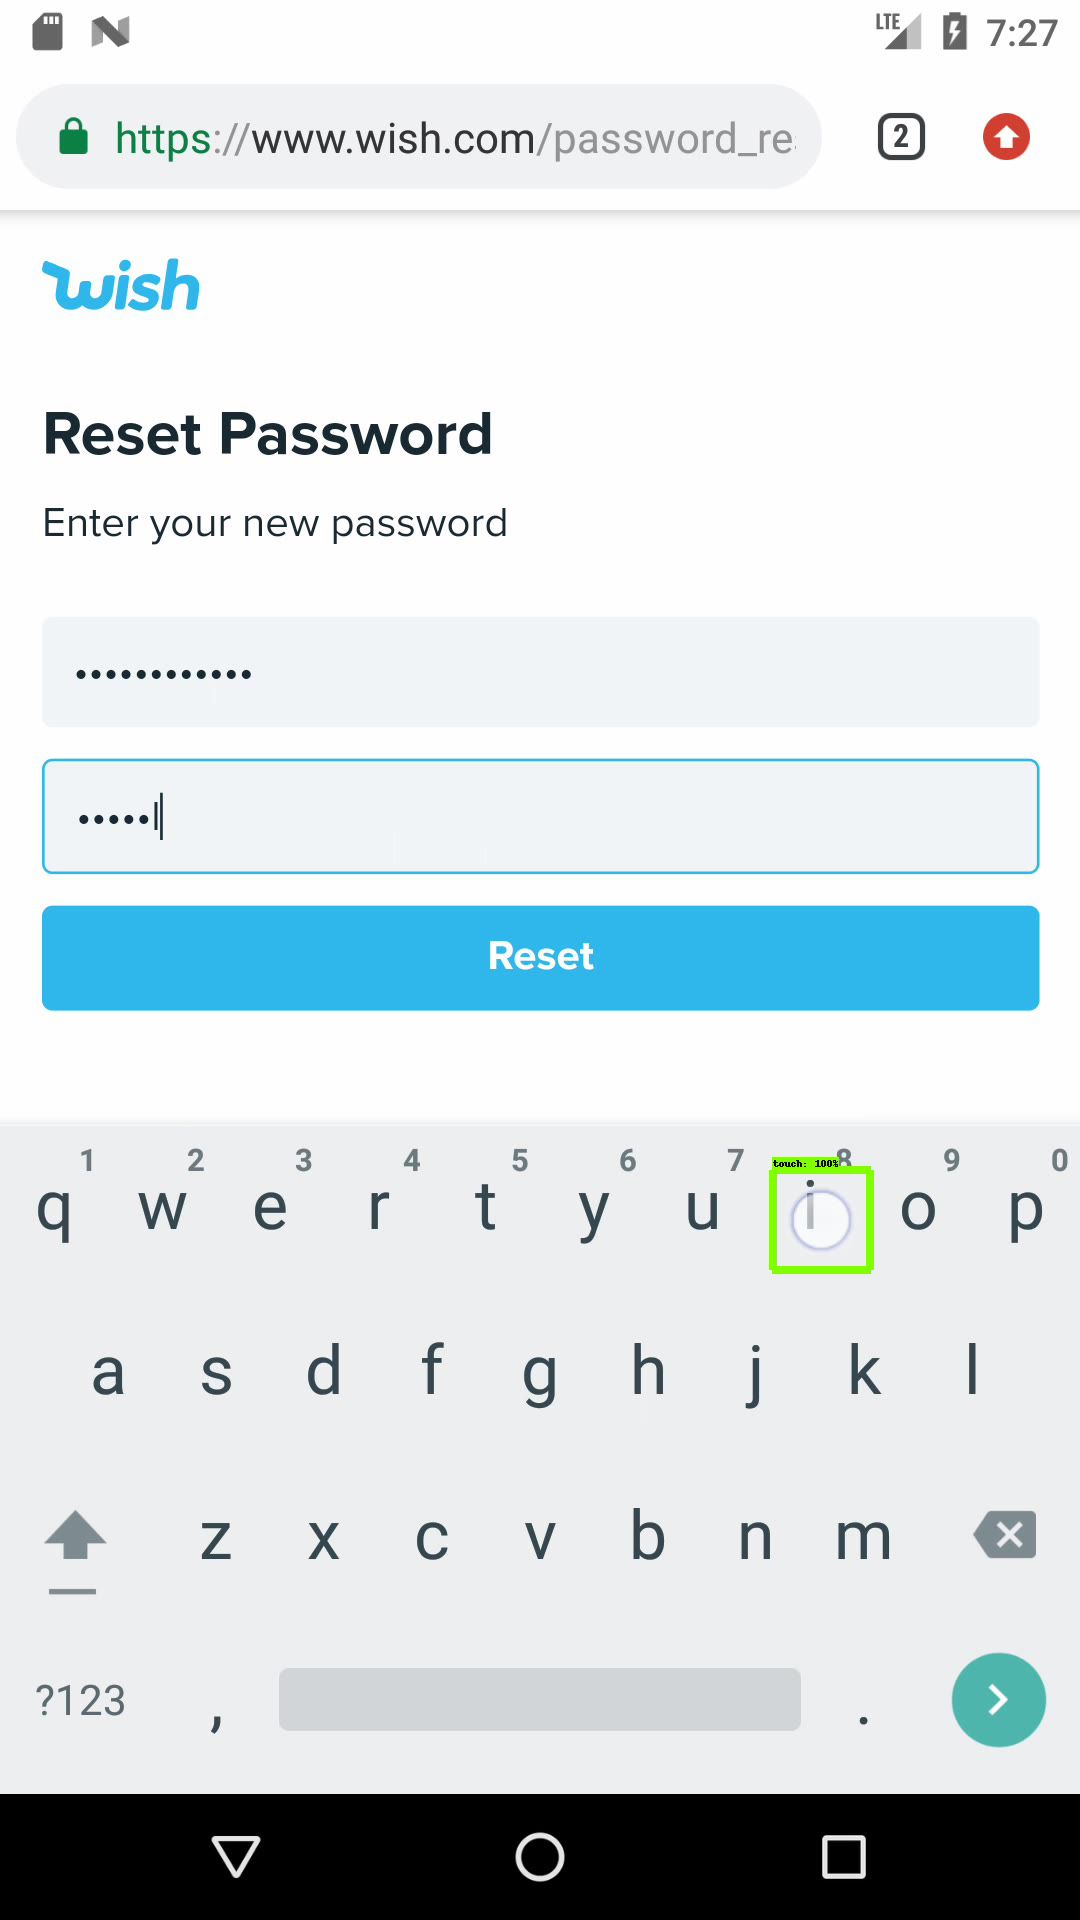 LTE 7:27
https://www.wish.com/password_re 2
wish
Reset Password
Enter your new password
••••••••••••
•••••l
Reset
1 2 3 4 5 6 7 8 9 0
touch: 100%
q w e r t y u i o p
a s d f g h j k l
z x c v b n m
?123 , .